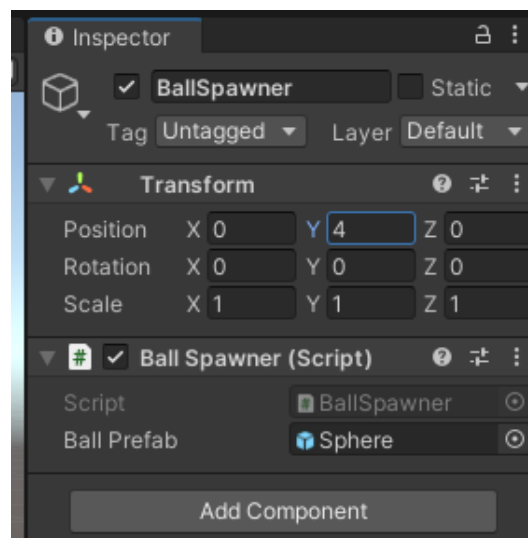 Inspector
BallSpawner Static
Tag Untagged Layer Default
Transform
Position X 0 Y 4 Z 0
Rotation X 0 Y 0 Z 0
Scale X 1 Y 1 Z 1
# Ball Spawner (Script)
Script # BallSpawner
Ball Prefab Sphere
Add Component